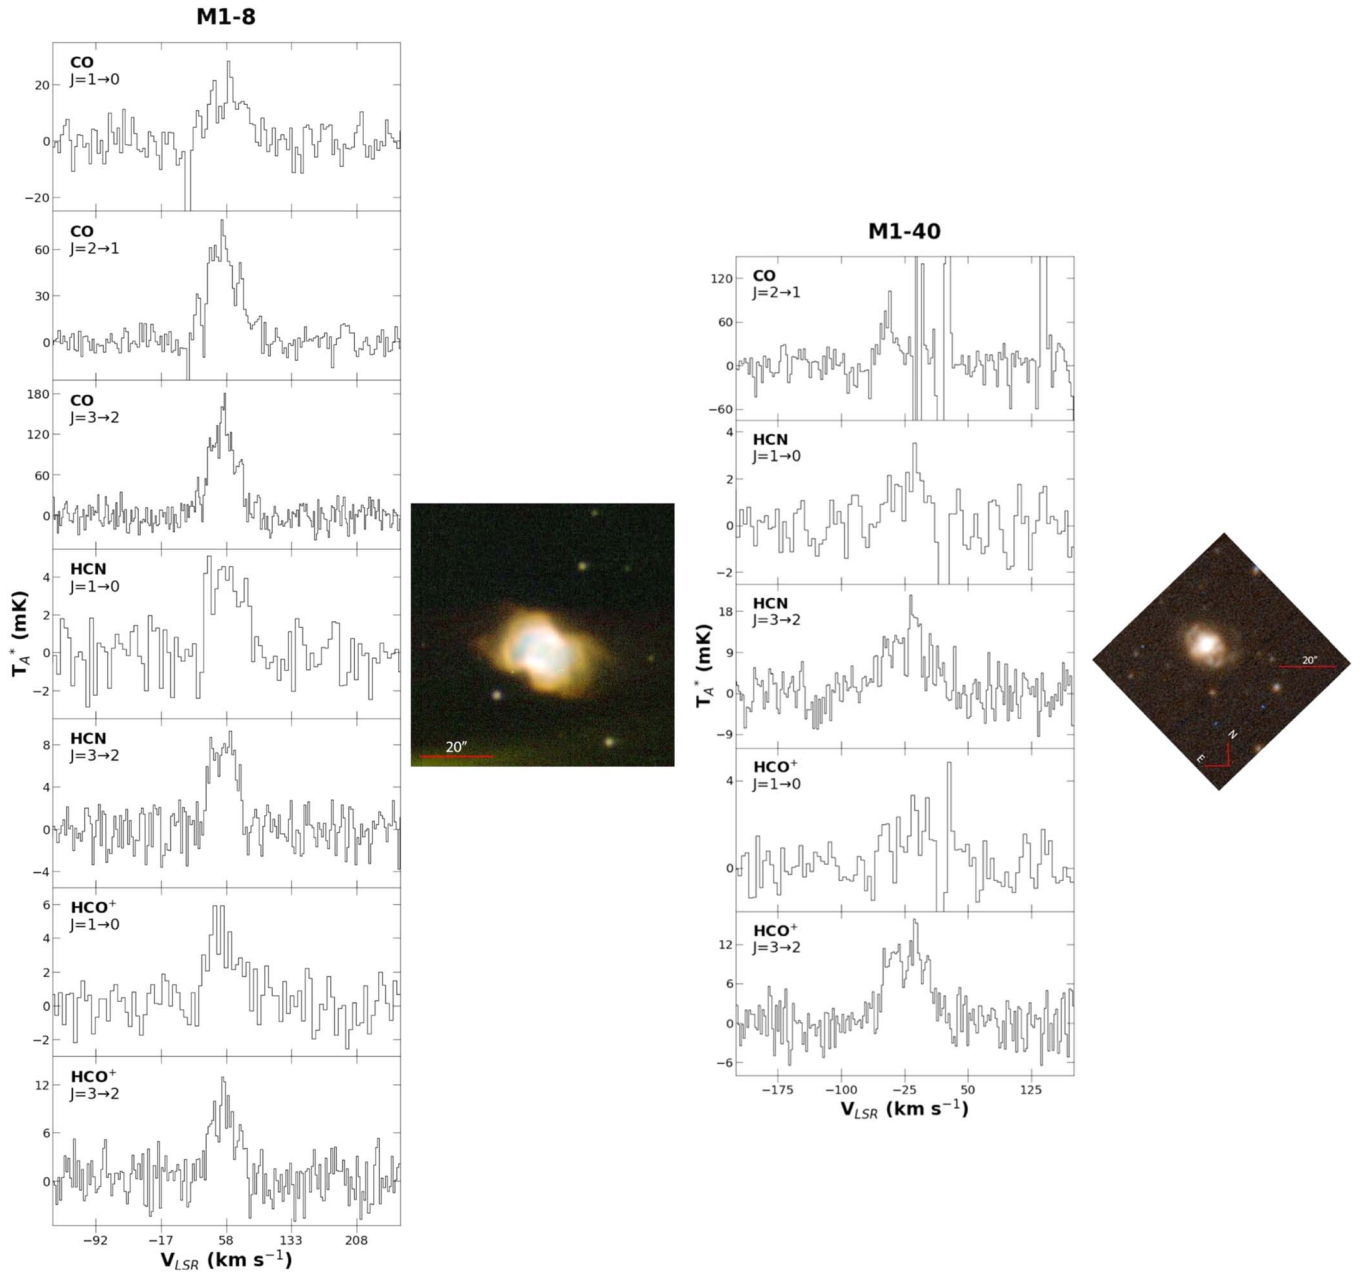 M1-8
CO
J=1→0
20
0
−20
CO
J=2→1
60
30
0
CO
J=3→2
180
120
60
0
HCN
J=1→0
4
2
0
−2
HCN
J=3→2
8
4
0
−4
HCO⁺
J=1→0
6
4
2
0
−2
HCO⁺
J=3→2
12
6
0
−92 −17 58 133 208
V_LSR (km s⁻¹)
T_A* (mK)
20"
M1-40
CO
J=2→1
120
60
0
−60
HCN
J=1→0
4
2
0
−2
HCN
J=3→2
18
9
0
−9
HCO⁺
J=1→0
4
0
HCO⁺
J=3→2
12
6
0
−6
−175 −100 −25 50 125
V_LSR (km s⁻¹)
T_A* (mK)
20"
N
E